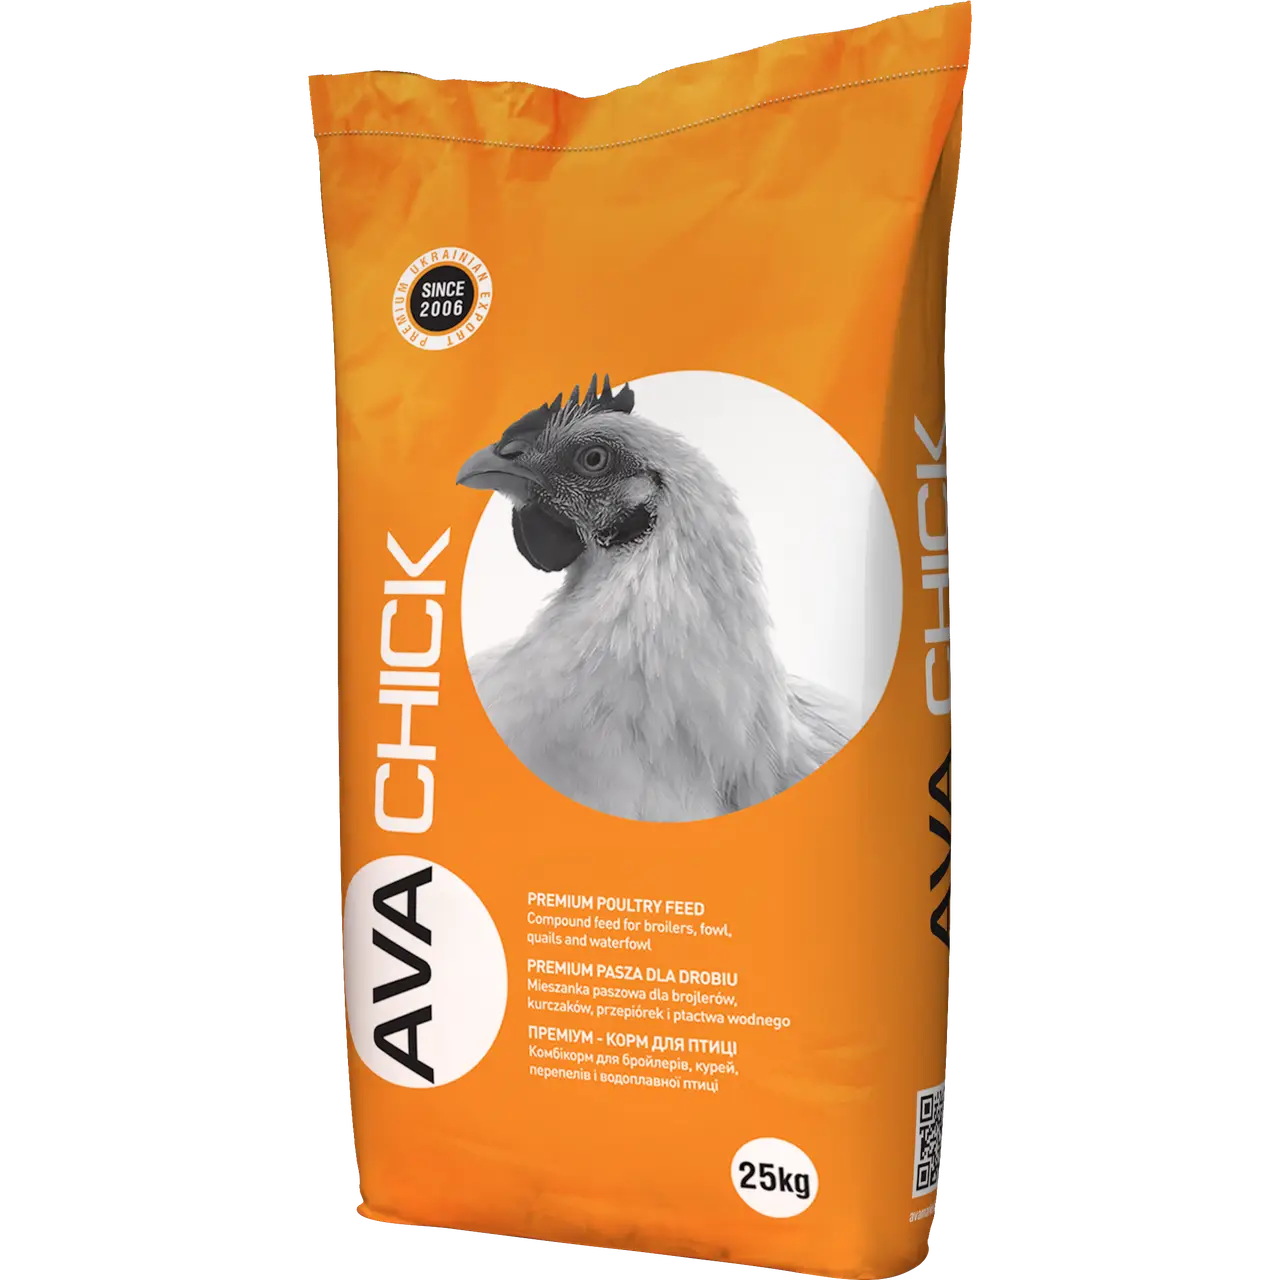 PREMIUM UKRAINIAN EXPORT
SINCE
2006
AVA CHICK
AVA CHICK
PREMIUM POULTRY FEED
Compound feed for broilers, fowl,
quails and waterfowl
PREMIUM PASZA DLA DROBIU
Mieszanka paszowa dla brojlerów,
kurczaków, przepiórek i ptactwa wodnego
ПРЕМІУМ - КОРМ ДЛЯ ПТИЦІ
Комбікорм для бройлерів, курей,
перепелів і водоплавної птиці
25kg